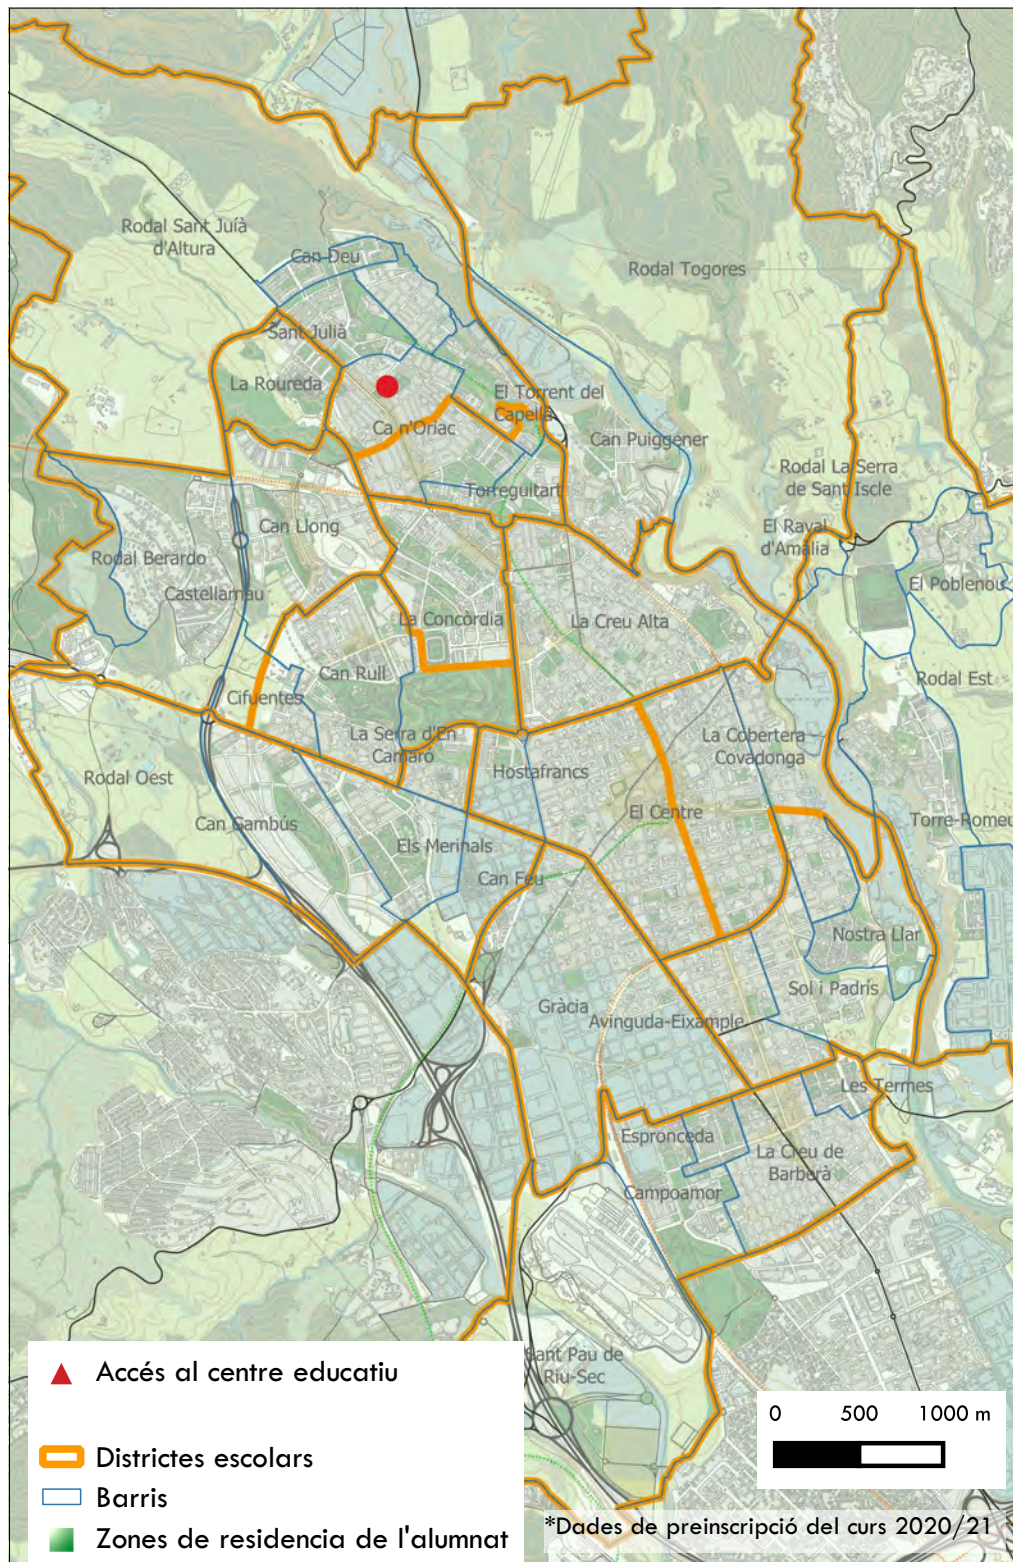 Rodal Sant Juíà
d'Altura
Can Deu
Rodal Togores
Sant Julià
La Roureda
El Torrent del
Capellà
Ca n'Oriac
Can Puiggener
Rodal La Serra
de Sant Iscle
Torreguitart
Can Llong
El Raval
d'Amàlia
Rodal Berardo
El Poblenou
Castellarnau
La Concòrdia
La Creu Alta
Can Rull
Rodal Est
Cifuentes
La Serra d'En
Camaró
La Cobertera
Covadonga
Hostafrancs
Rodal Oest
El Centre
Can Gambús
Torre-Romeu
Els Merinals
Can Feu
Nostra Llar
Sol i Padrís
Gràcia
Avinguda-Eixample
Les Termes
Espronceda
La Creu de
Barberà
Campoamor
Sant Pau de
Riu-Sec
Accés al centre educatiu
Districtes escolars
Barris
Zones de residencia de l'alumnat
0 500 1000 m
*Dades de preinscripció del curs 2020/21